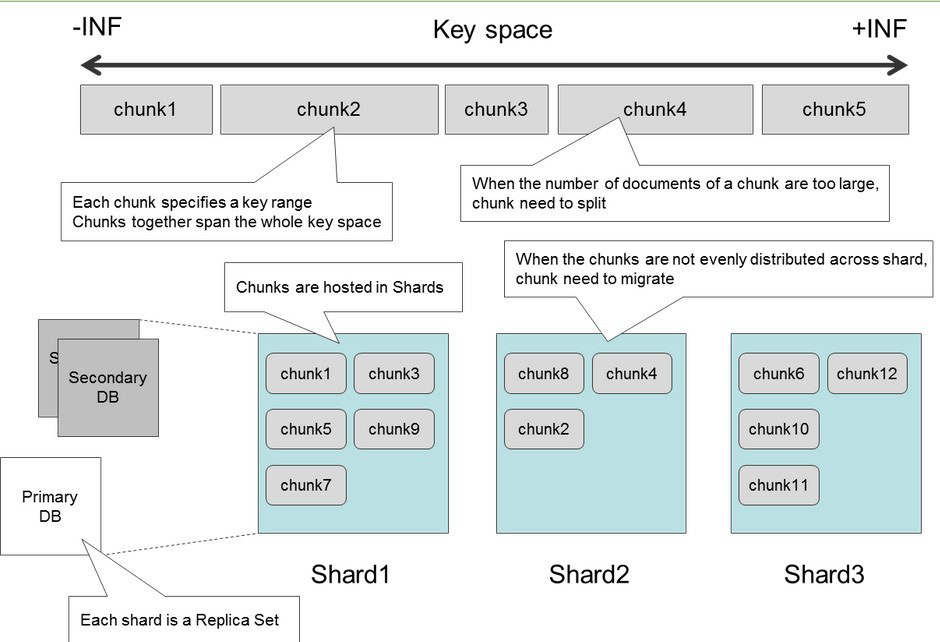 -INF
Key space
+INF
chunk1
chunk2
chunk3
chunk4
chunk5
Each chunk specifies a key range
Chunks together span the whole key space
When the number of documents of a chunk are too large,
chunk need to split
When the chunks are not evenly distributed across shard,
chunk need to migrate
Chunks are hosted in Shards
S
Secondary
DB
Primary
DB
chunk1
chunk3
chunk5
chunk9
chunk7
chunk8
chunk4
chunk2
chunk6
chunk12
chunk10
chunk11
Shard1
Shard2
Shard3
Each shard is a Replica Set